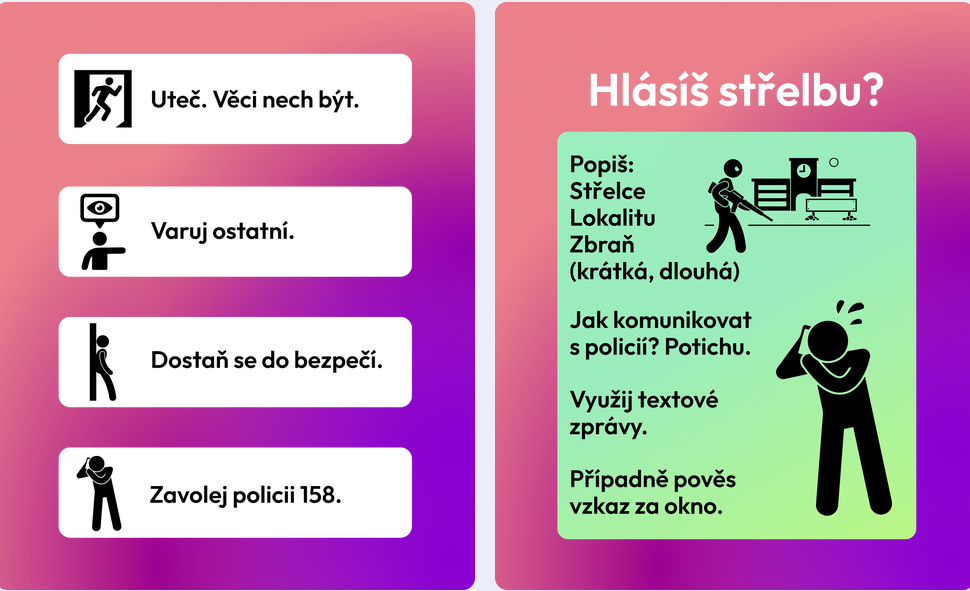 Uteč. Věci nech být.
Varuj ostatní.
Dostaň se do bezpečí.
Zavolej policii 158.
Hlásíš střelbu?
Popiš:
Střelce
Lokalitu
Zbraň
(krátká, dlouhá)
Jak komunikovat
s policií? Potichu.
Využij textové
zprávy.
Případně pověs
vzkaz za okno.